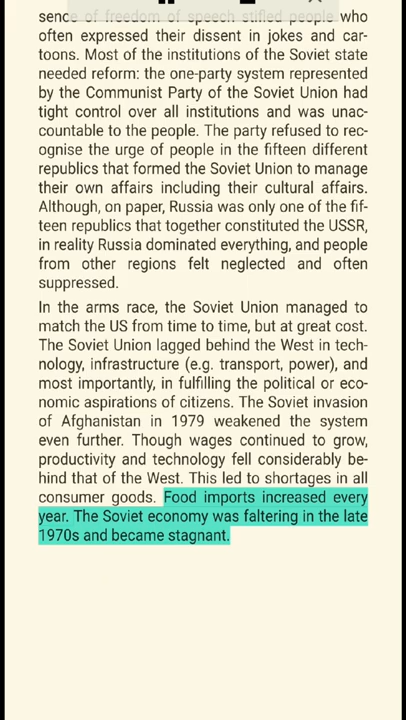 sence of freedom of speech stifled people who
often expressed their dissent in jokes and car-
toons. Most of the institutions of the Soviet state
needed reform: the one-party system represented
by the Communist Party of the Soviet Union had
tight control over all institutions and was unac-
countable to the people. The party refused to rec-
ognise the urge of people in the fifteen different
republics that formed the Soviet Union to manage
their own affairs including their cultural affairs.
Although, on paper, Russia was only one of the fif-
teen republics that together constituted the USSR,
in reality Russia dominated everything, and people
from other regions felt neglected and often
suppressed.
In the arms race, the Soviet Union managed to
match the US from time to time, but at great cost.
The Soviet Union lagged behind the West in tech-
nology, infrastructure (e.g. transport, power), and
most importantly, in fulfilling the political or eco-
nomic aspirations of citizens. The Soviet invasion
of Afghanistan in 1979 weakened the system
even further. Though wages continued to grow,
productivity and technology fell considerably be-
hind that of the West. This led to shortages in all
consumer goods. Food imports increased every
year. The Soviet economy was faltering in the late
1970s and became stagnant.